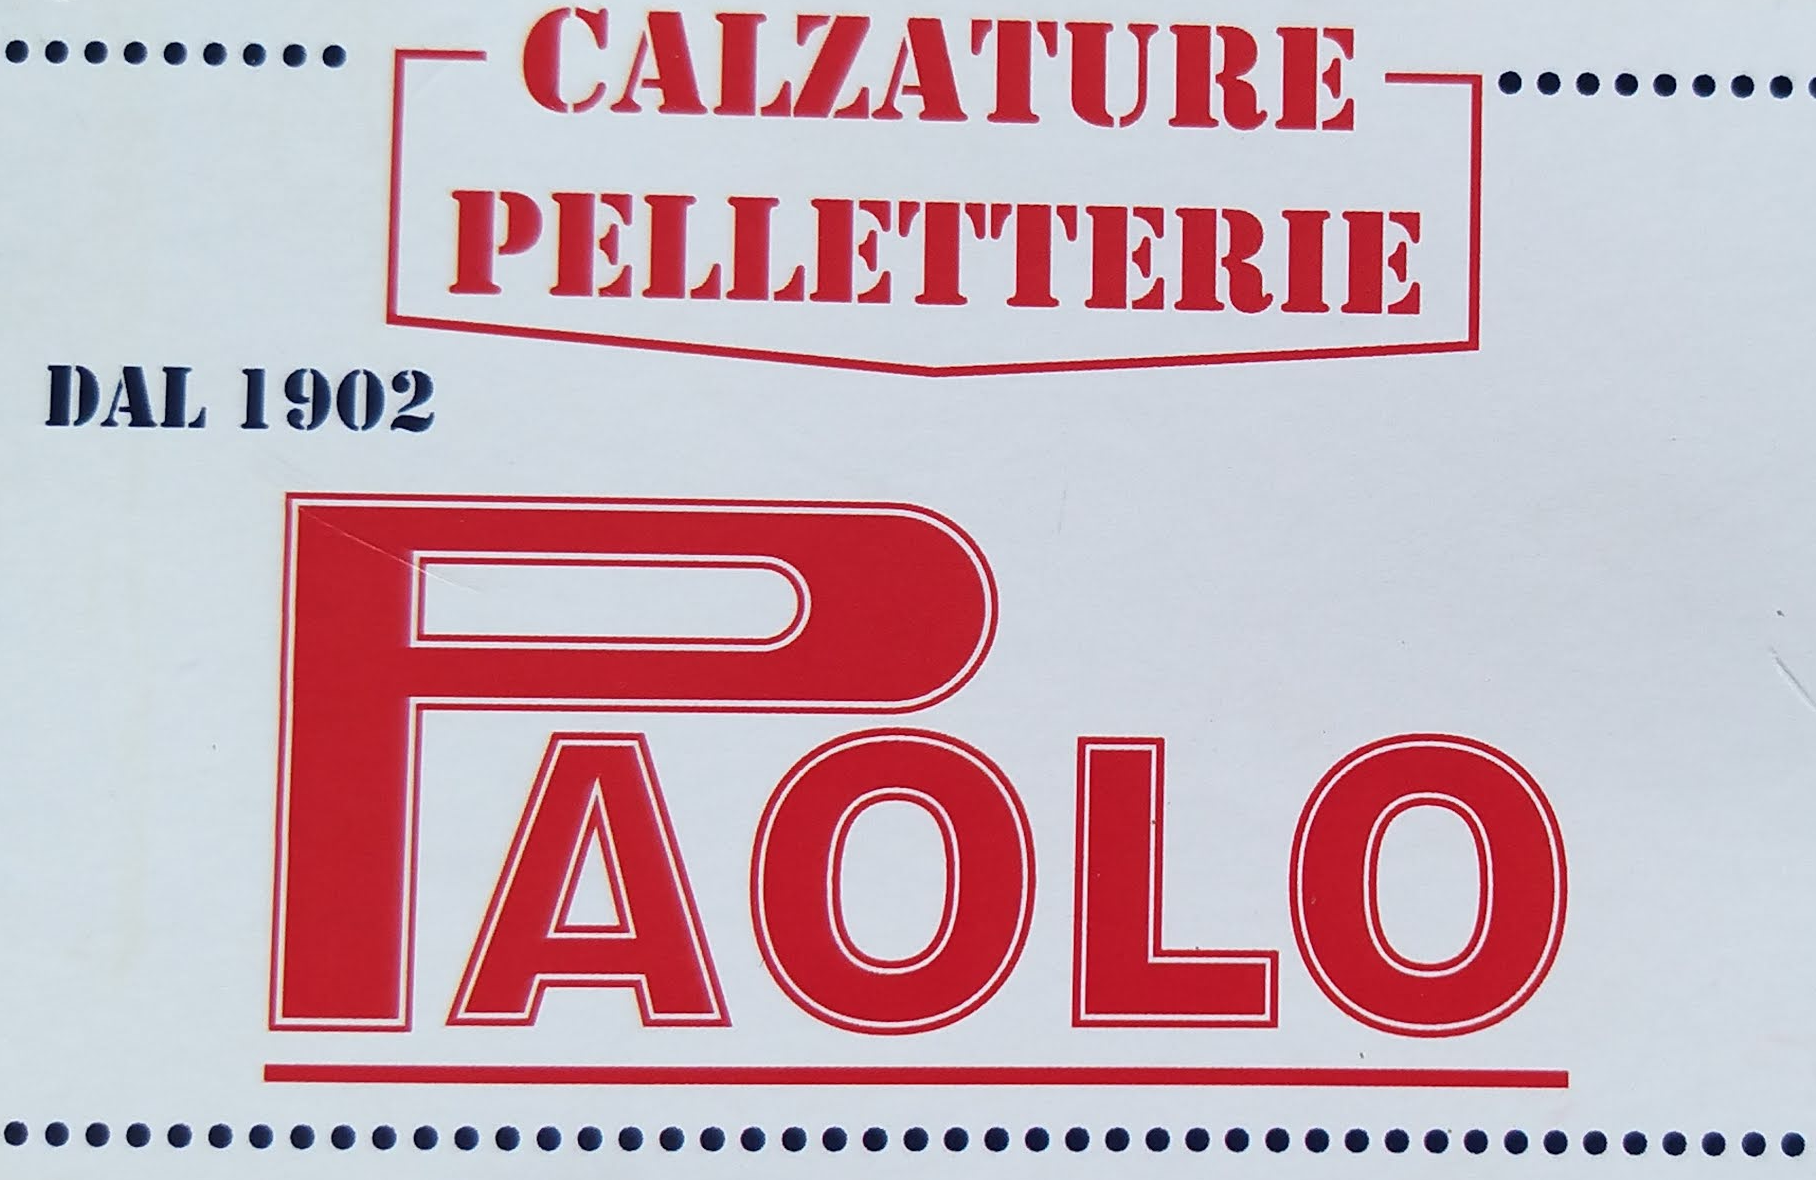 CALZATURE
PELLETTERIE
DAL 1902
PAOLO